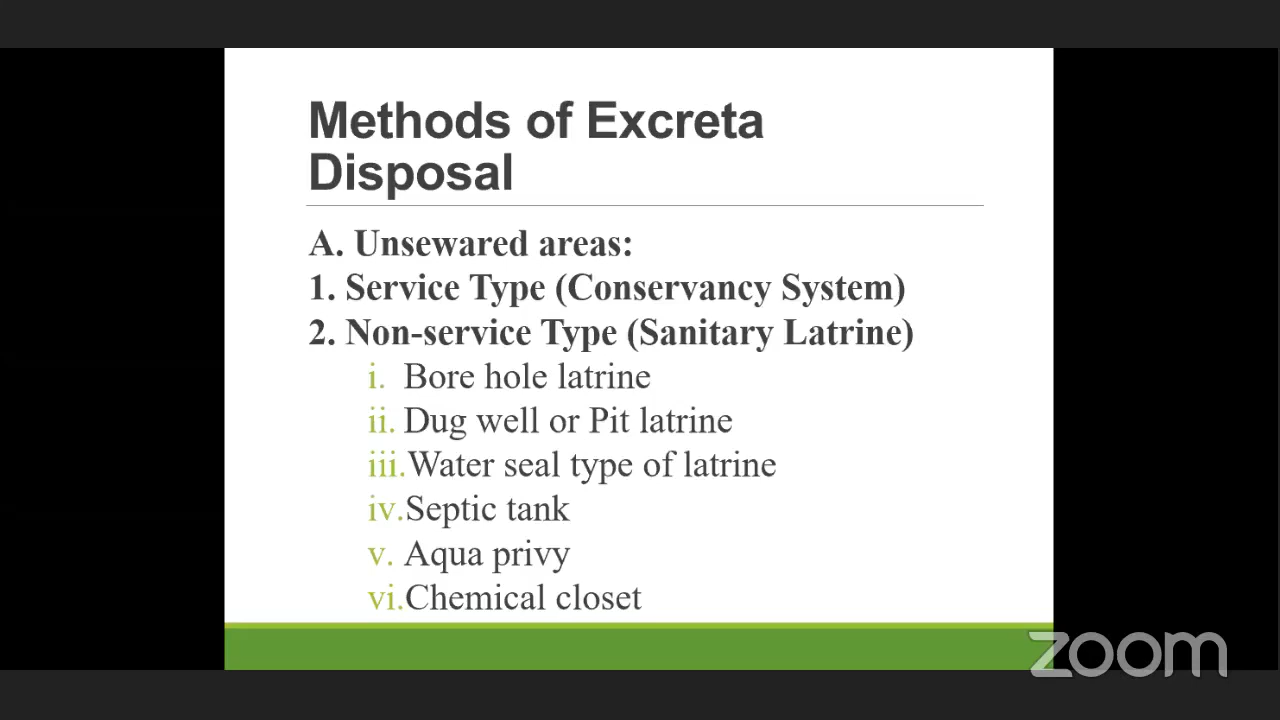 Methods of Excreta
Disposal
A. Unsewared areas:
1. Service Type (Conservancy System)
2. Non-service Type (Sanitary Latrine)
i. Bore hole latrine
ii. Dug well or Pit latrine
iii.Water seal type of latrine
iv.Septic tank
v. Aqua privy
vi.Chemical closet
zoom